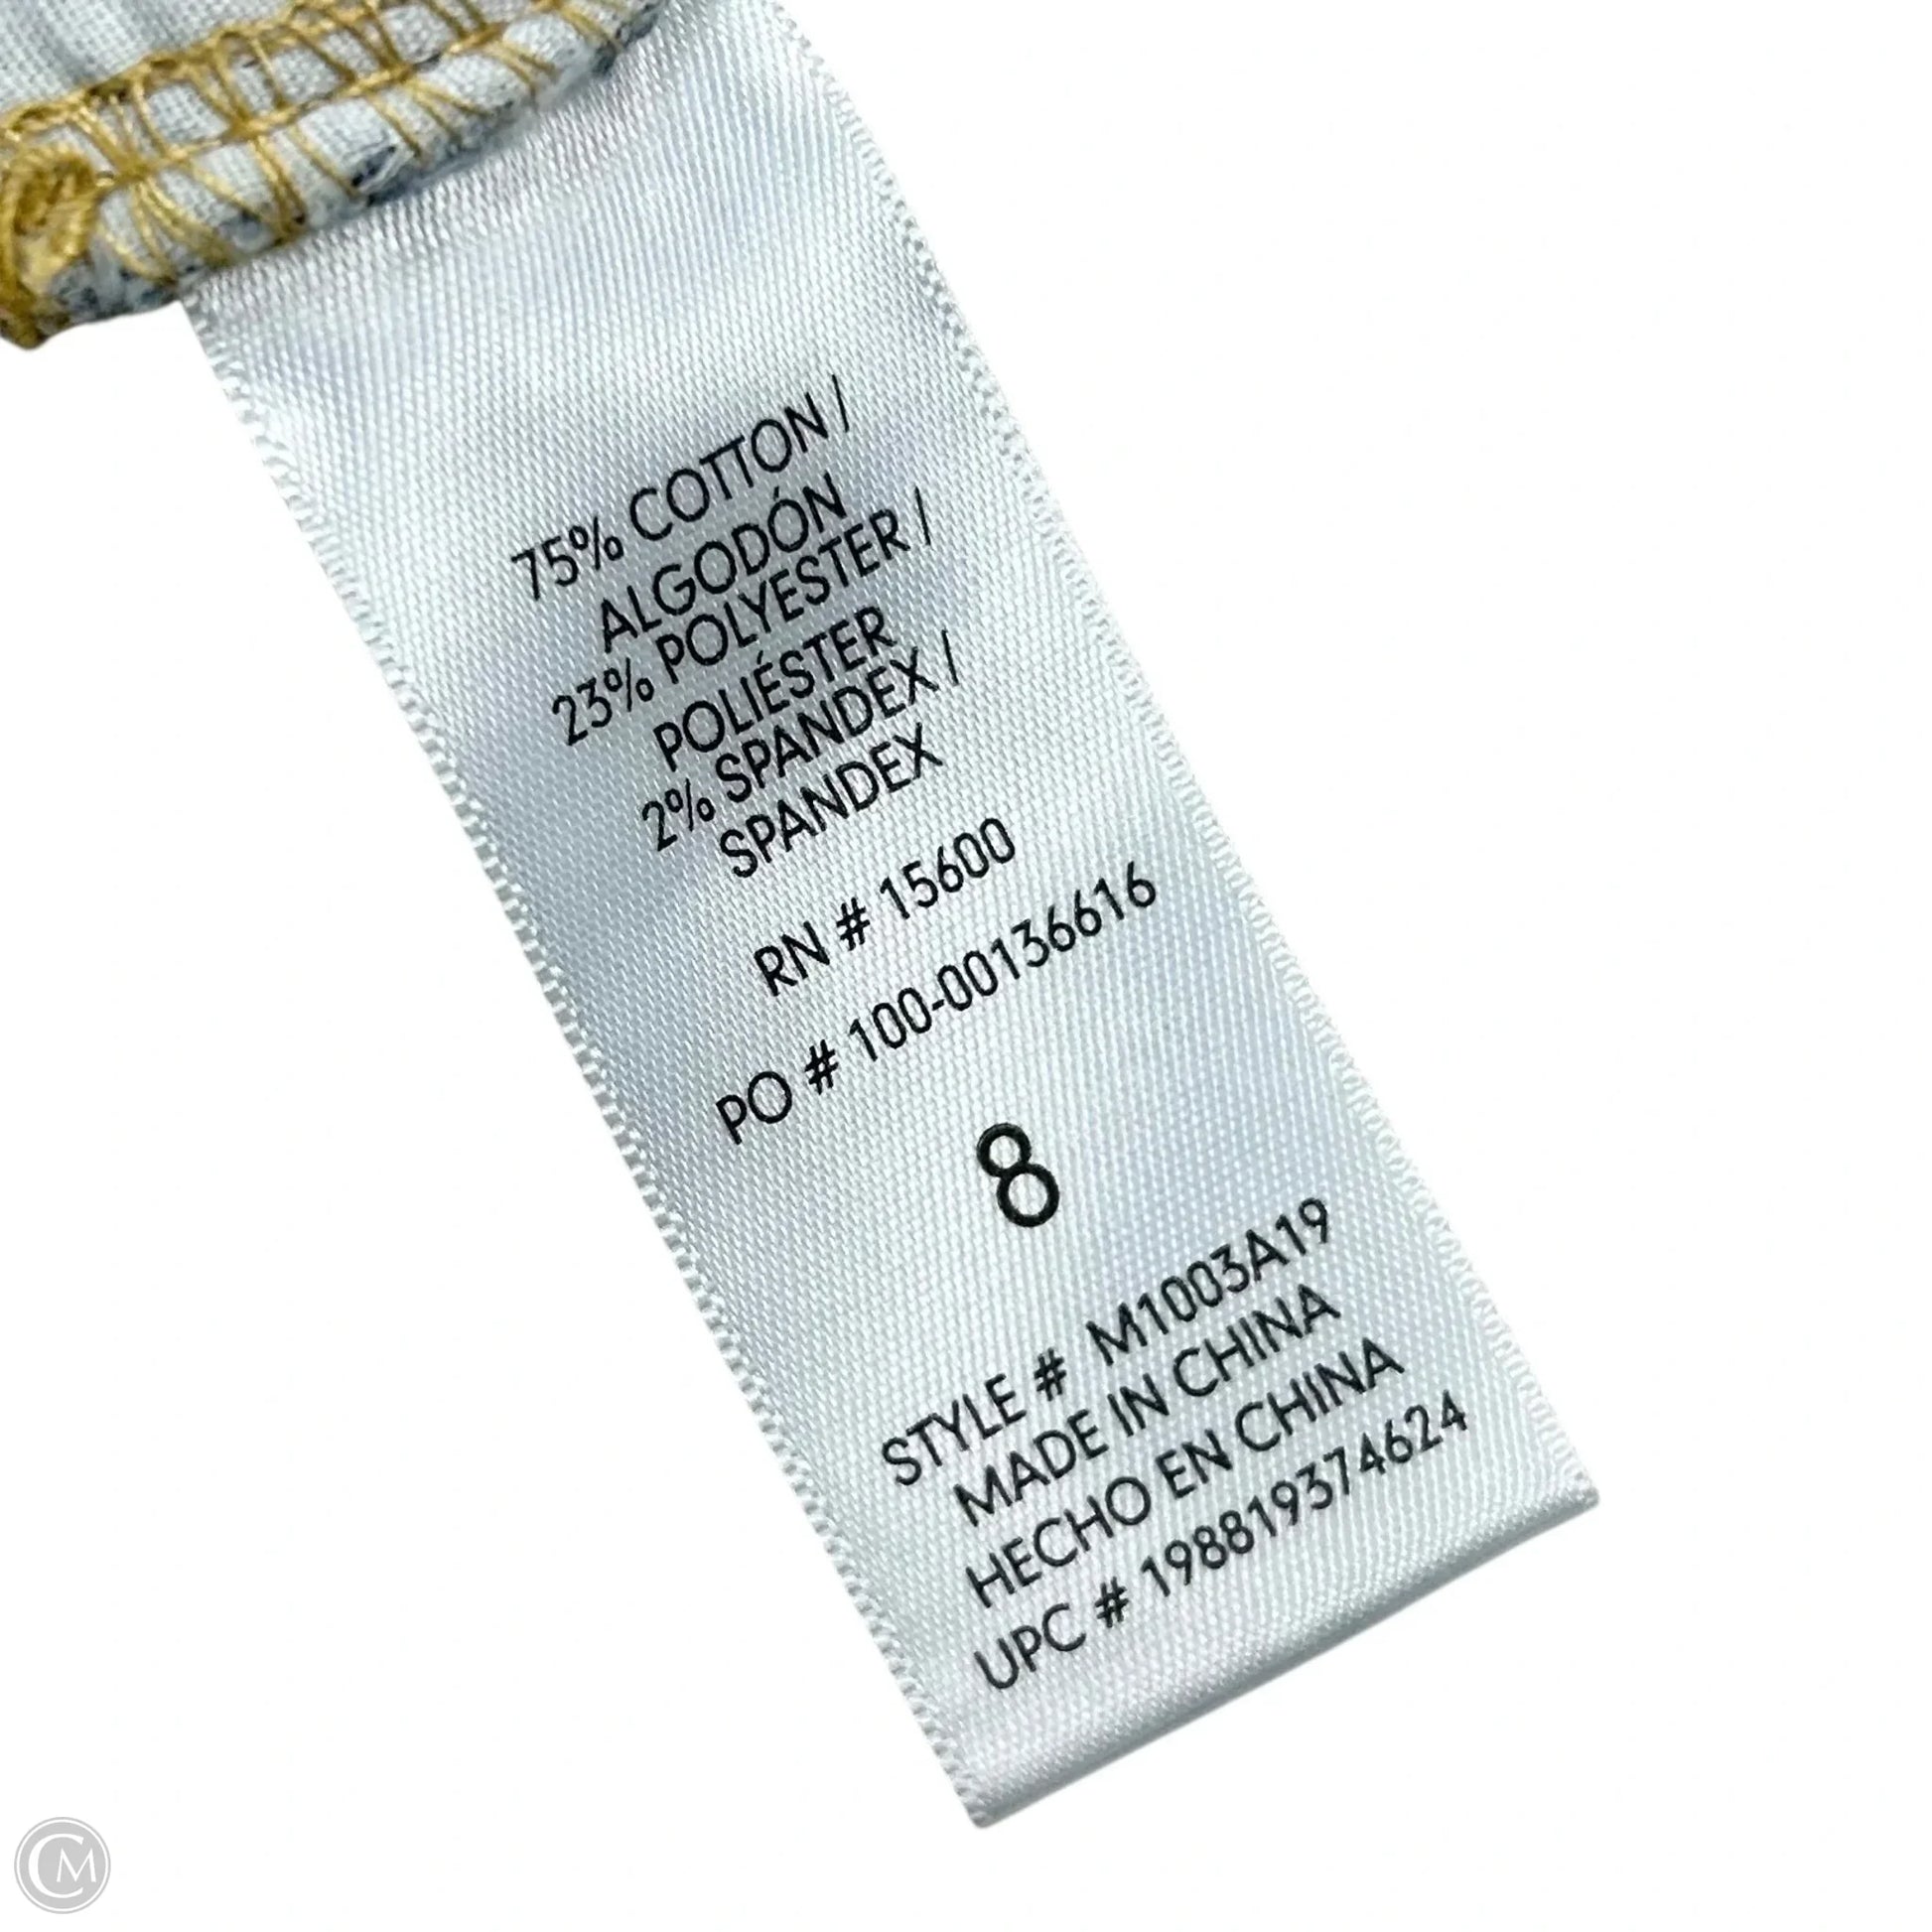 75% COTTON /
ALGODÓN
23% POLYESTER /
POLIÉSTER
2% SPANDEX /
SPANDEX
RN # 15600
PO # 100-00136616
8
STYLE # M1003A19
MADE IN CHINA
HECHO EN CHINA
UPC # 198819374624
CM